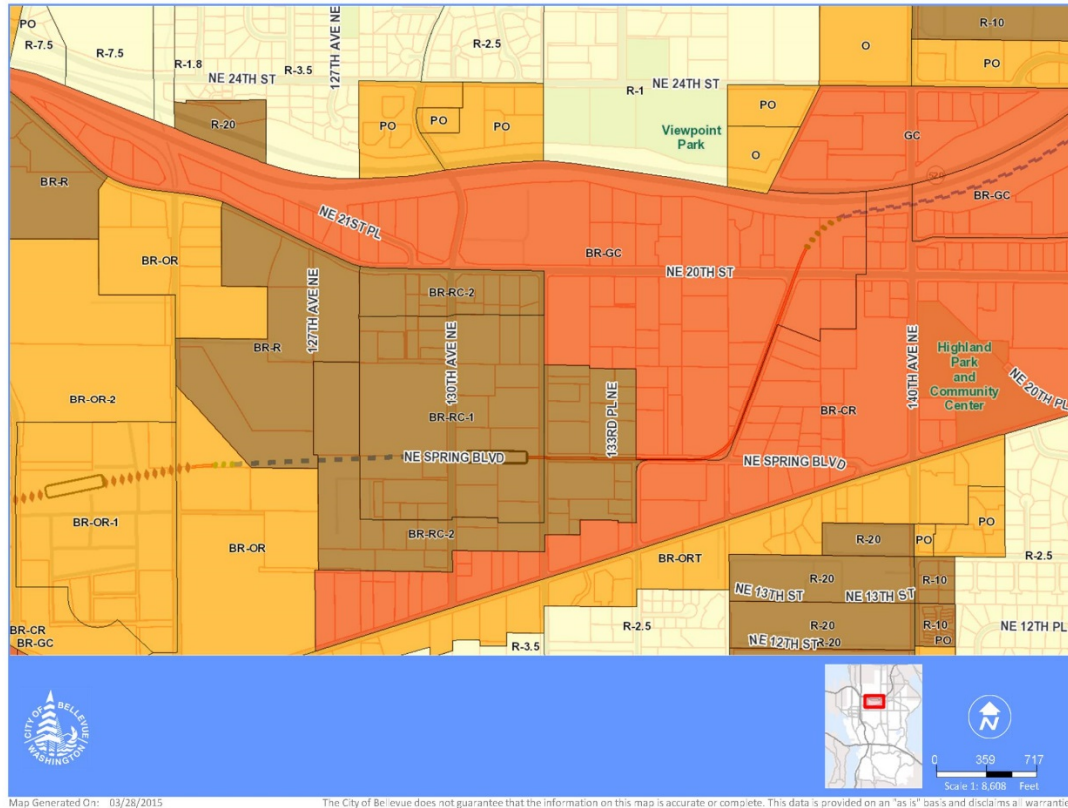 PO
R-7.5
R-7.5
R-1.8
R-3.5
127TH AVE NE
R-2.5
NE 24TH ST
R-1
NE 24TH ST
O
R-10
PO
PO
PO
PO
PO
O
Viewpoint
Park
GC
R-20
BR-R
BR-GC
520
NE 21ST PL
BR-GC
NE 20TH ST
BR-OR
BR-RC-2
127TH AVE NE
BR-R
130TH AVE NE
140TH AVE NE
Highland
Park
and
Community
Center
NE 20TH PL
BR-OR-2
BR-RC-1
133RD PL NE
BR-CR
NE SPRING BLVD
NE SPRING BLVD
BR-OR-1
BR-OR
BR-RC-2
BR-ORT
R-20
PO
PO
R-2.5
R-20
R-10
NE 13TH ST
NE 13TH ST
R-2.5
R-20
R-10
NE 12TH PL
BR-CR
BR-GC
R-3.5
NE 12TH ST
R-20
PO
CITY OF BELLEVUE
WASHINGTON
N
0 359 717
Scale 1: 8,608 Feet
Map Generated On: 03/28/2015
The City of Bellevue does not guarantee that the information on this map is accurate or complete. This data is provided on an "as is" basis and disclaims all warranties